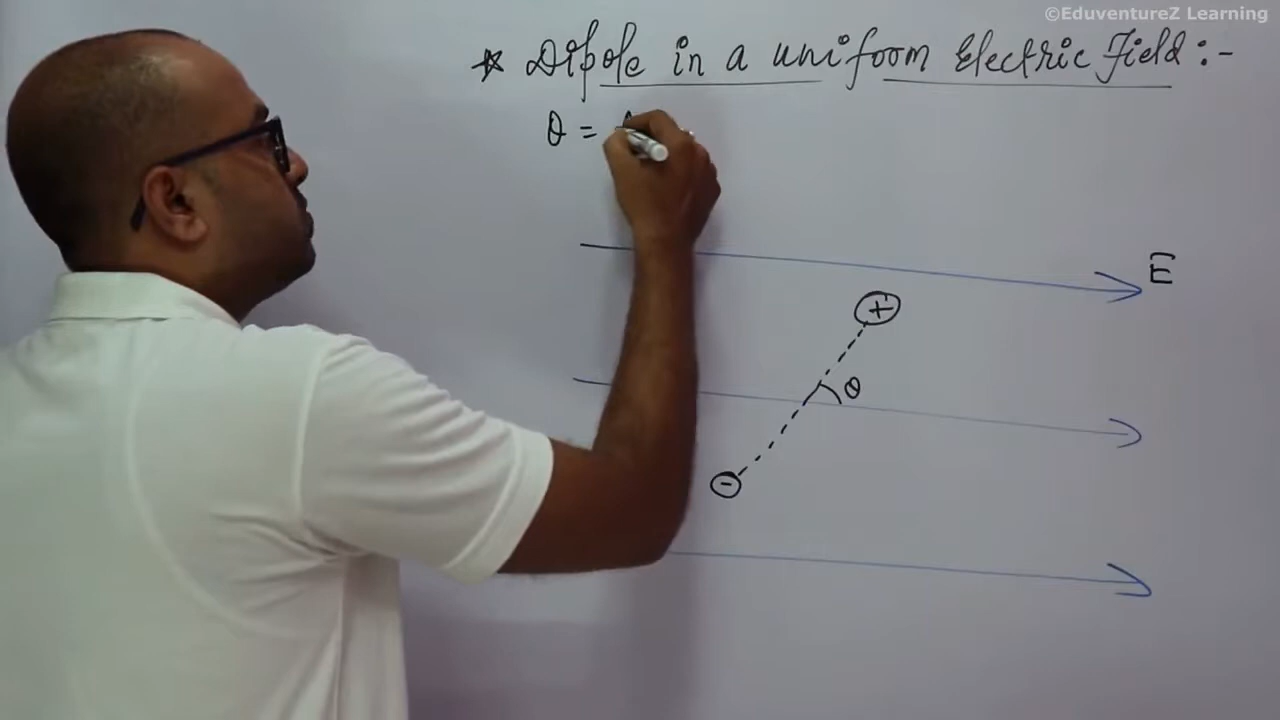 ©EduventureZ Learning
* Dipole in a uniform Electric Field :-
θ =
E
+
θ
-